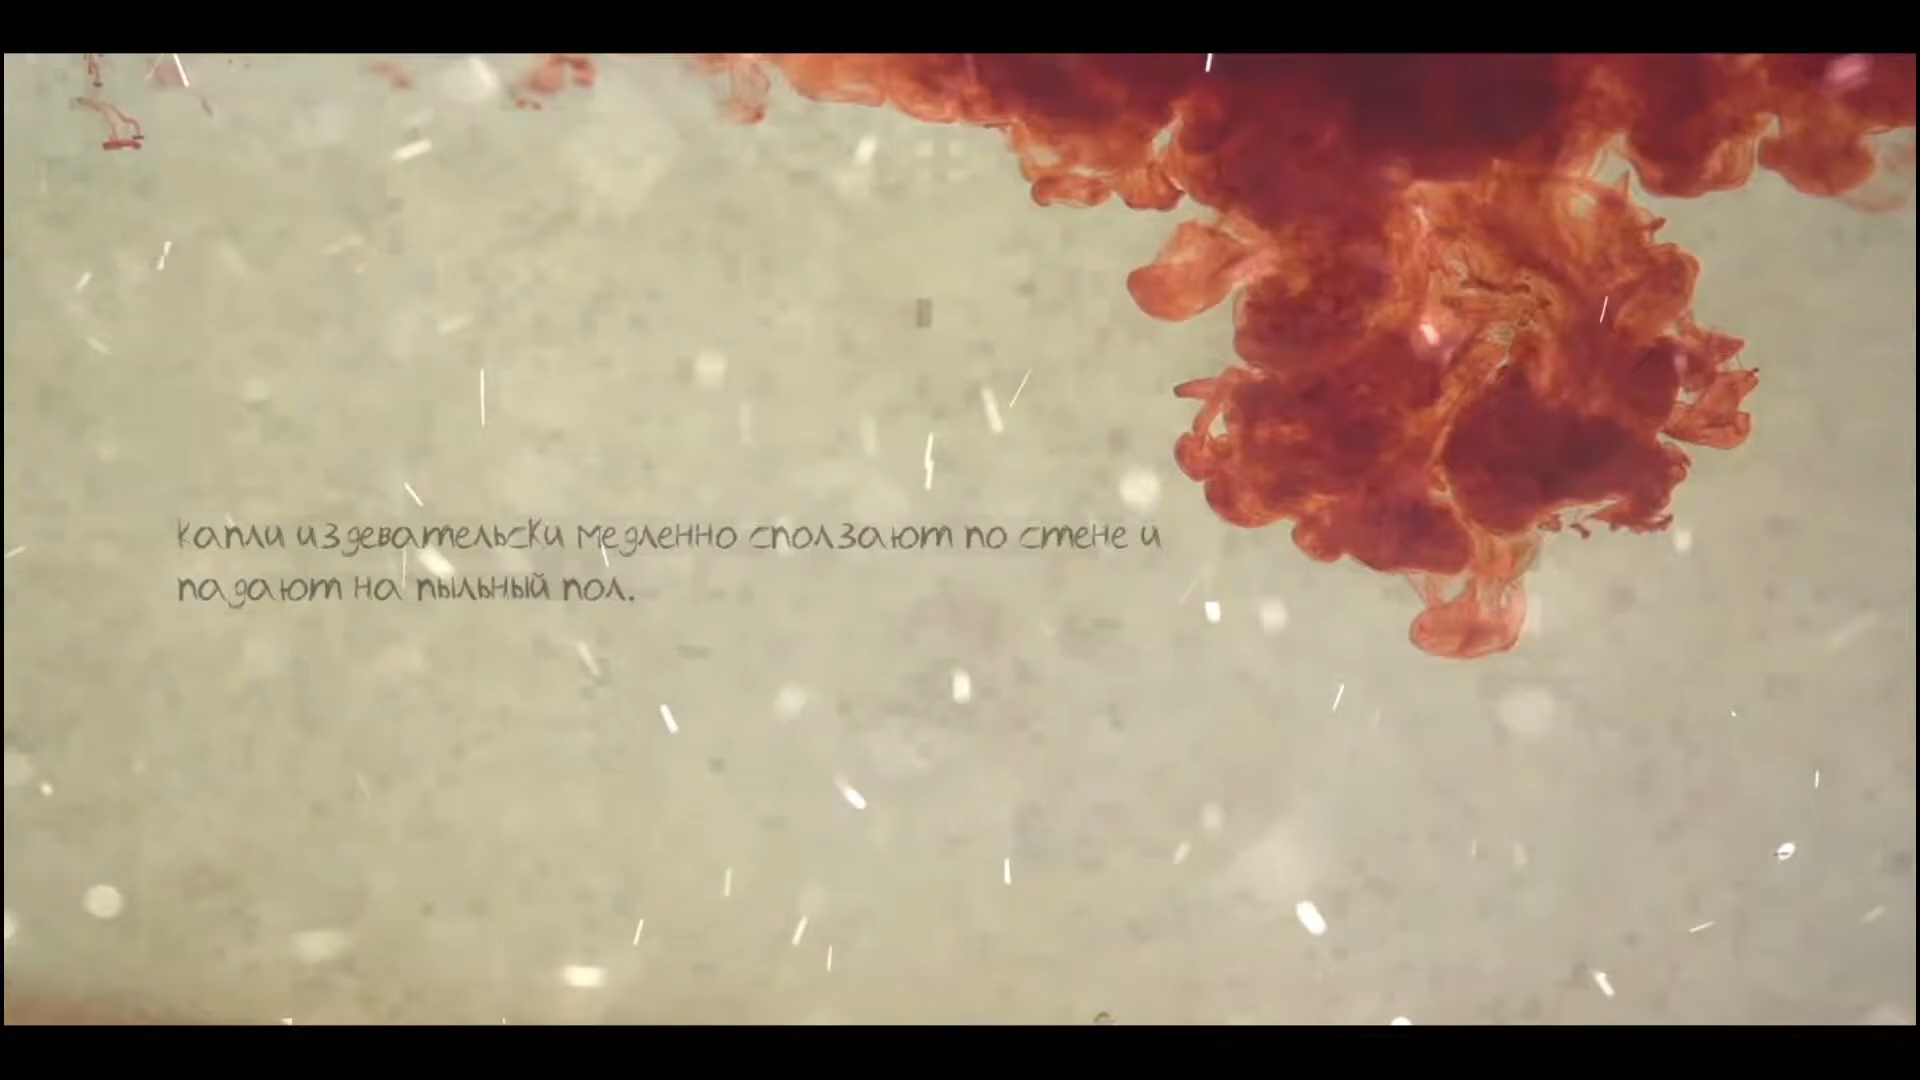 Капли издевательски медленно сползают по стене и
падают на пыльный пол.